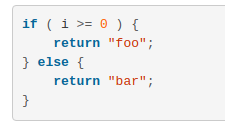 if ( i >= 0 ) {
    return "foo";
} else {
    return "bar";
}